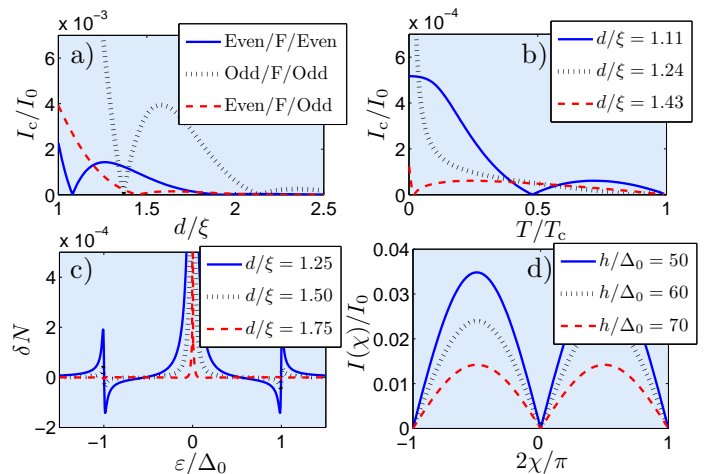 x 10⁻³
a)
Even/F/Even
Odd/F/Odd
Even/F/Odd
I_c/I_0
6
4
2
0
1
1.5
2
2.5
d/ξ
x 10⁻⁴
b)
d/ξ = 1.11
d/ξ = 1.24
d/ξ = 1.43
I_c/I_0
6
4
2
0
0
0.5
1
T/T_c
x 10⁻⁴
c)
d/ξ = 1.25
d/ξ = 1.50
d/ξ = 1.75
δN
4
2
0
−2
−1
0
1
ε/Δ_0
d)
h/Δ_0 = 50
h/Δ_0 = 60
h/Δ_0 = 70
I(χ)/I_0
0.04
0.03
0.02
0.01
0
−1
0
1
2χ/π